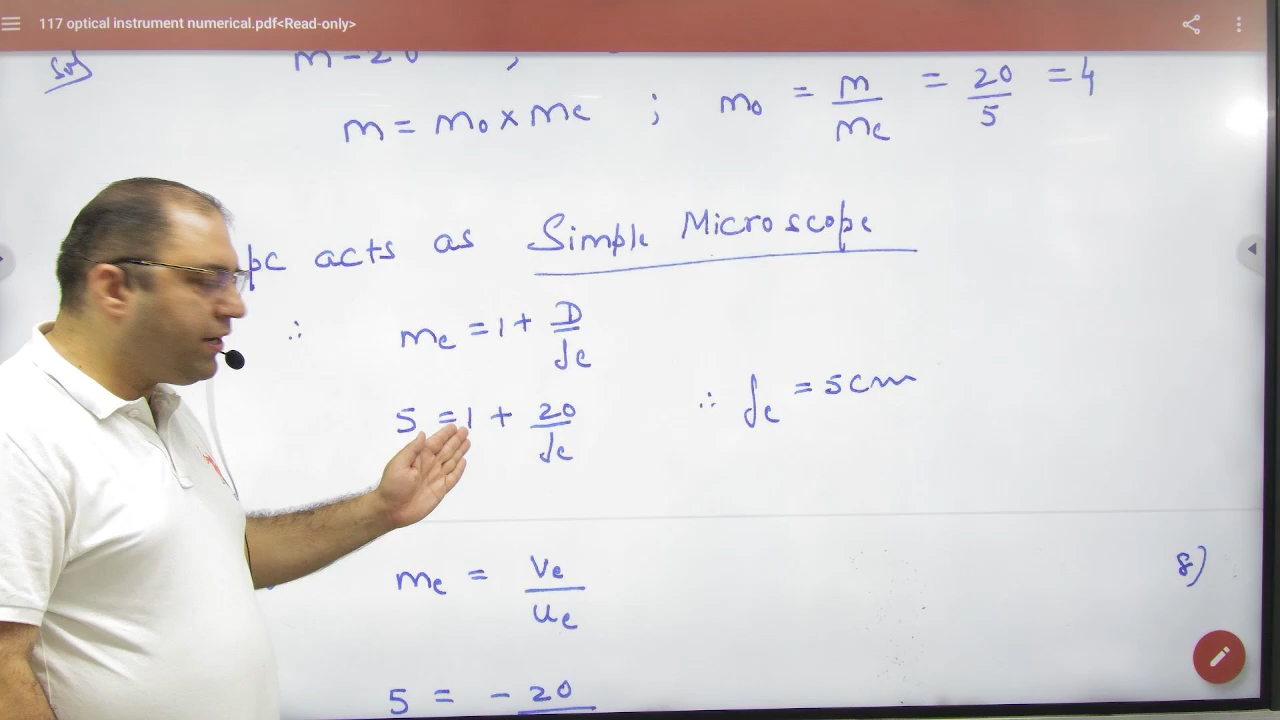 117 optical instrument numerical.pdf<Read-only>
Sol
m = 20 ,
m = m₀ × mₑ ; m₀ = m/mₑ = 20/5 = 4
acts as Simple Microscope
∴ mₑ = 1 + D/fₑ
5 = 1 + 20/fₑ ∴ fₑ = 5cm
mₑ = vₑ/uₑ
8)
5 = -20